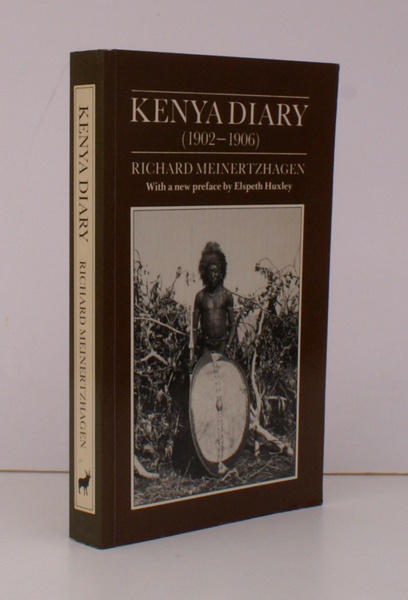 KENYA DIARY
(1902–1906)
RICHARD MEINERTZHAGEN
With a new preface by Elspeth Huxley
KENYA DIARY RICHARD MEINERTZHAGEN